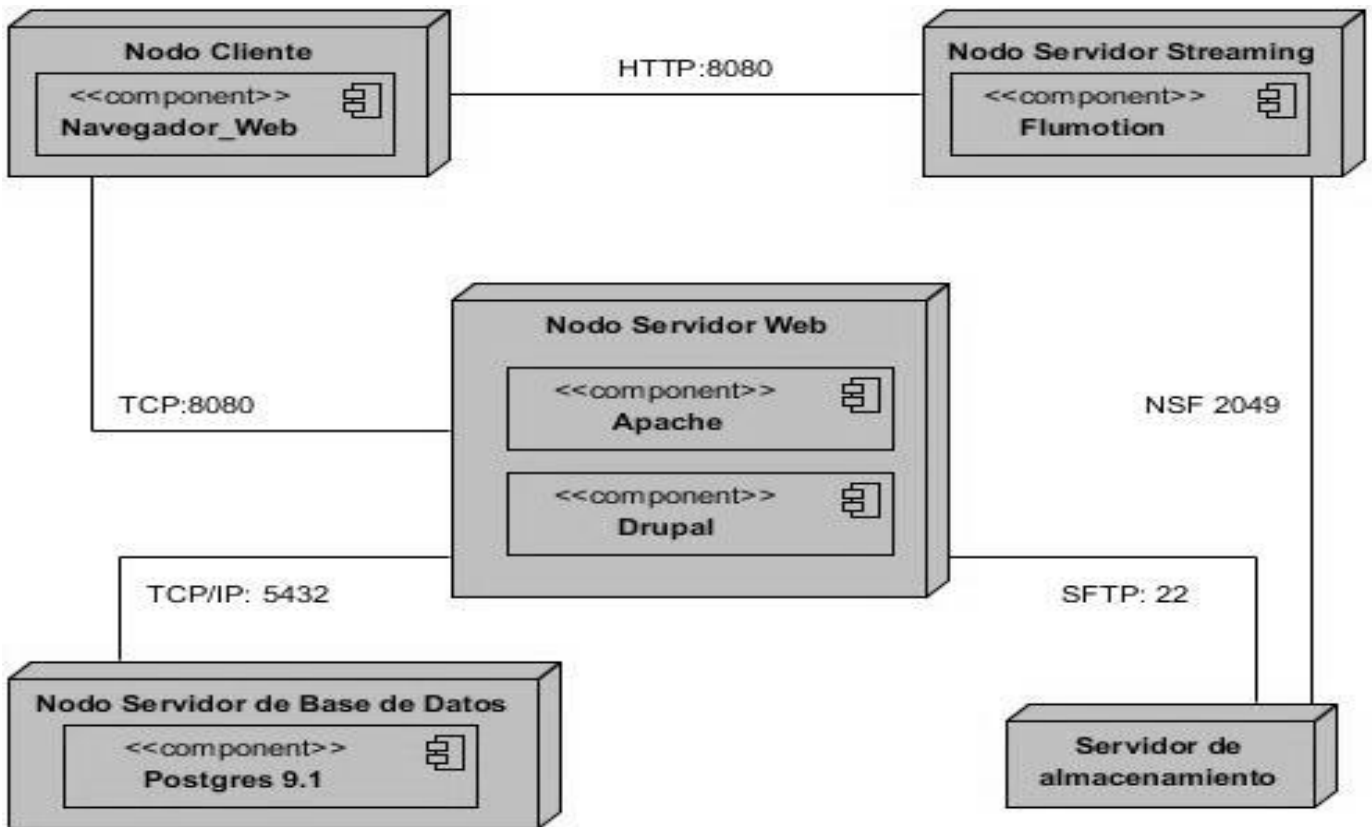 Nodo Cliente
<<component>>
Navegador_Web
HTTP:8080
Nodo Servidor Streaming
<<component>>
Flumotion
Nodo Servidor Web
<<component>>
Apache
<<component>>
Drupal
TCP:8080
NSF 2049
TCP/IP: 5432
SFTP: 22
Nodo Servidor de Base de Datos
<<component>>
Postgres 9.1
Servidor de
almacenamiento